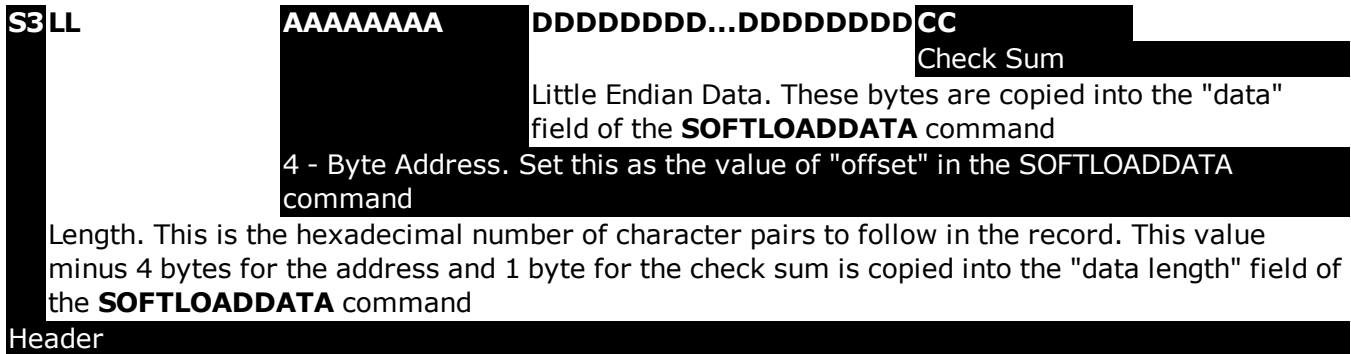 S3 LL AAAAAAAA DDDDDDDD...DDDDDDDD CC
Check Sum
Little Endian Data. These bytes are copied into the "data"
field of the SOFTLOADDATA command
4 - Byte Address. Set this as the value of "offset" in the SOFTLOADDATA
command
Length. This is the hexadecimal number of character pairs to follow in the record. This value
minus 4 bytes for the address and 1 byte for the check sum is copied into the "data length" field of
the SOFTLOADDATA command
Header